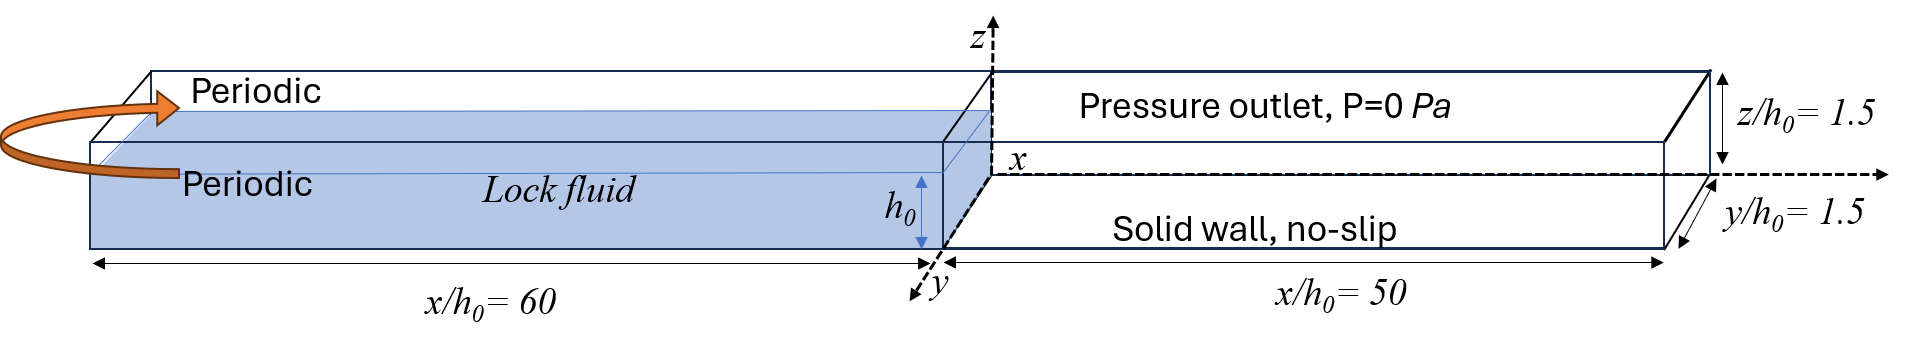 z
Periodic
Pressure outlet, P=0 Pa
z/h₀= 1.5
x
Periodic
Lock fluid
h₀
y/h₀= 1.5
Solid wall, no-slip
y
x/h₀= 60
x/h₀= 50